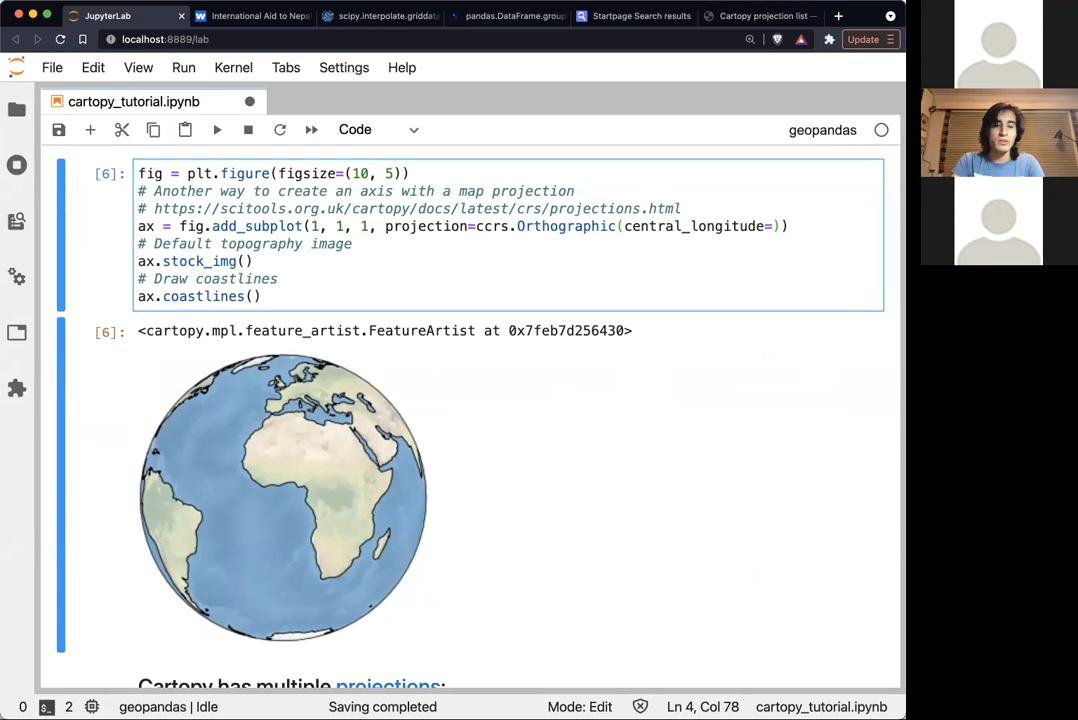 JupyterLab
International Aid to Nepal
scipy.interpolate.gridda
pandas.DataFrame.group
Startpage Search results
Cartopy projection list —
localhost:8889/lab
Update
File Edit View Run Kernel Tabs Settings Help
cartopy_tutorial.ipynb
Code
geopandas
[6]: fig = plt.figure(figsize=(10, 5))
# Another way to create an axis with a map projection
# https://scitools.org.uk/cartopy/docs/latest/crs/projections.html
ax = fig.add_subplot(1, 1, 1, projection=ccrs.Orthographic(central_longitude=))
# Default topography image
ax.stock_img()
# Draw coastlines
ax.coastlines()
[6]: <cartopy.mpl.feature_artist.FeatureArtist at 0x7feb7d256430>
Cartopy has multiple projections:
0 2 geopandas | Idle Saving completed Mode: Edit Ln 4, Col 78 cartopy_tutorial.ipynb